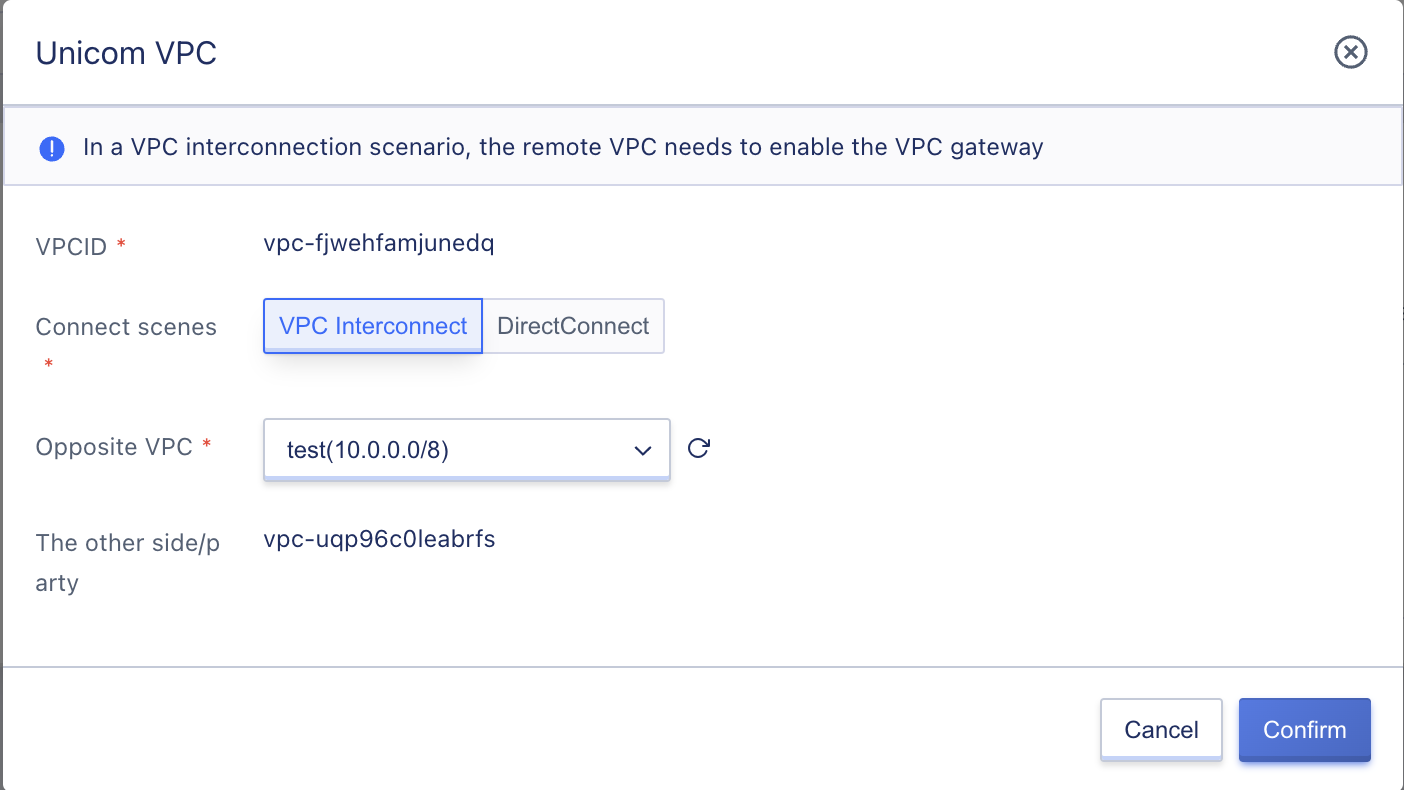 Unicom VPC
In a VPC interconnection scenario, the remote VPC needs to enable the VPC gateway
VPCID * vpc-fjwehfamjunedq
Connect scenes VPC Interconnect DirectConnect
*
Opposite VPC * test(10.0.0.0/8)
The other side/p vpc-uqp96c0leabrfs
arty
Cancel Confirm